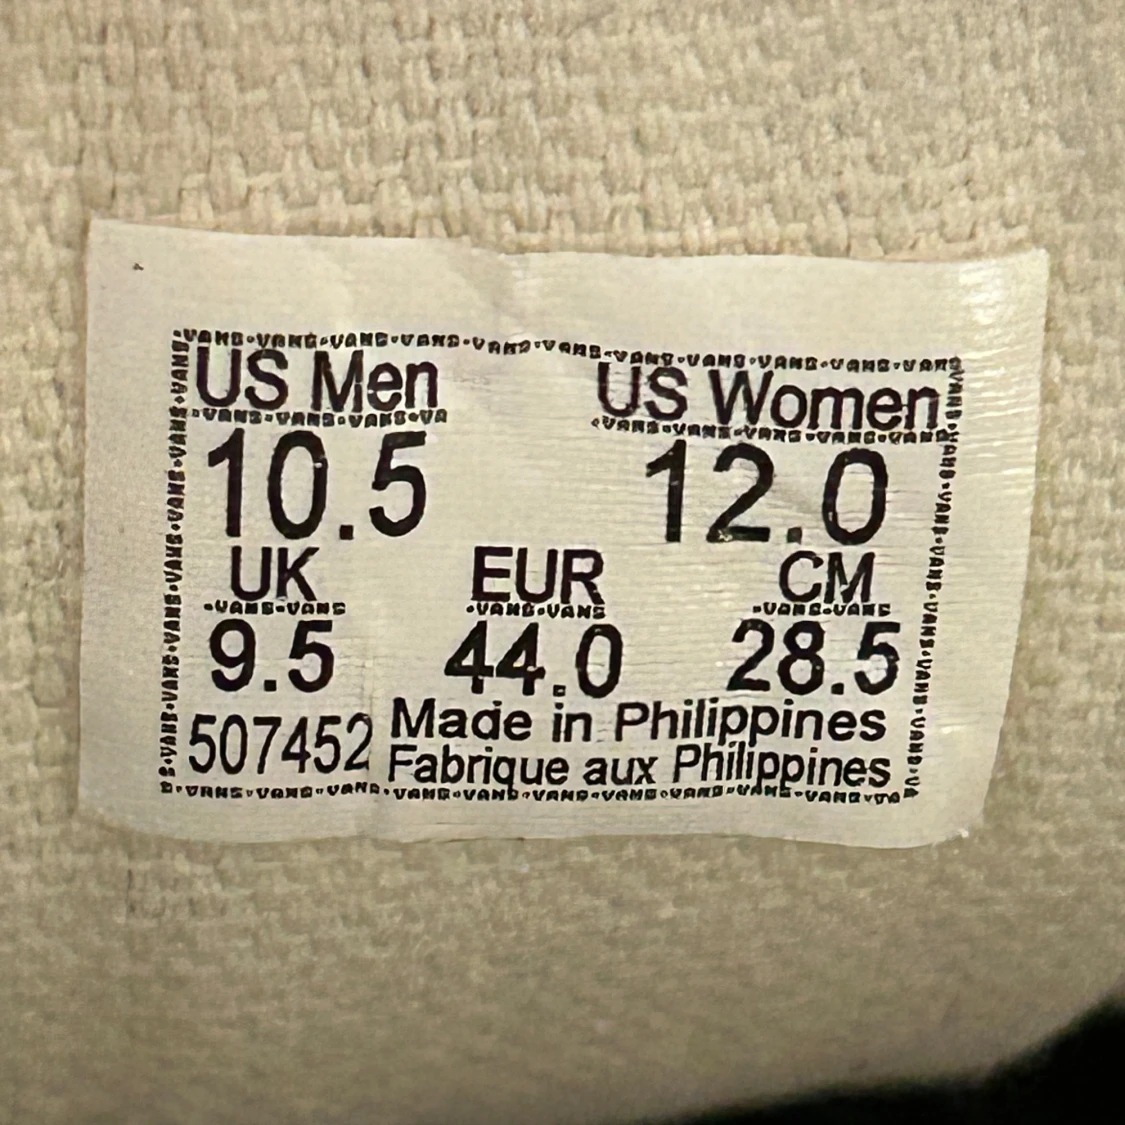 US Men US Women
10.5 12.0
UK EUR CM
9.5 44.0 28.5
507452 Made in Philippines
Fabrique aux Philippines